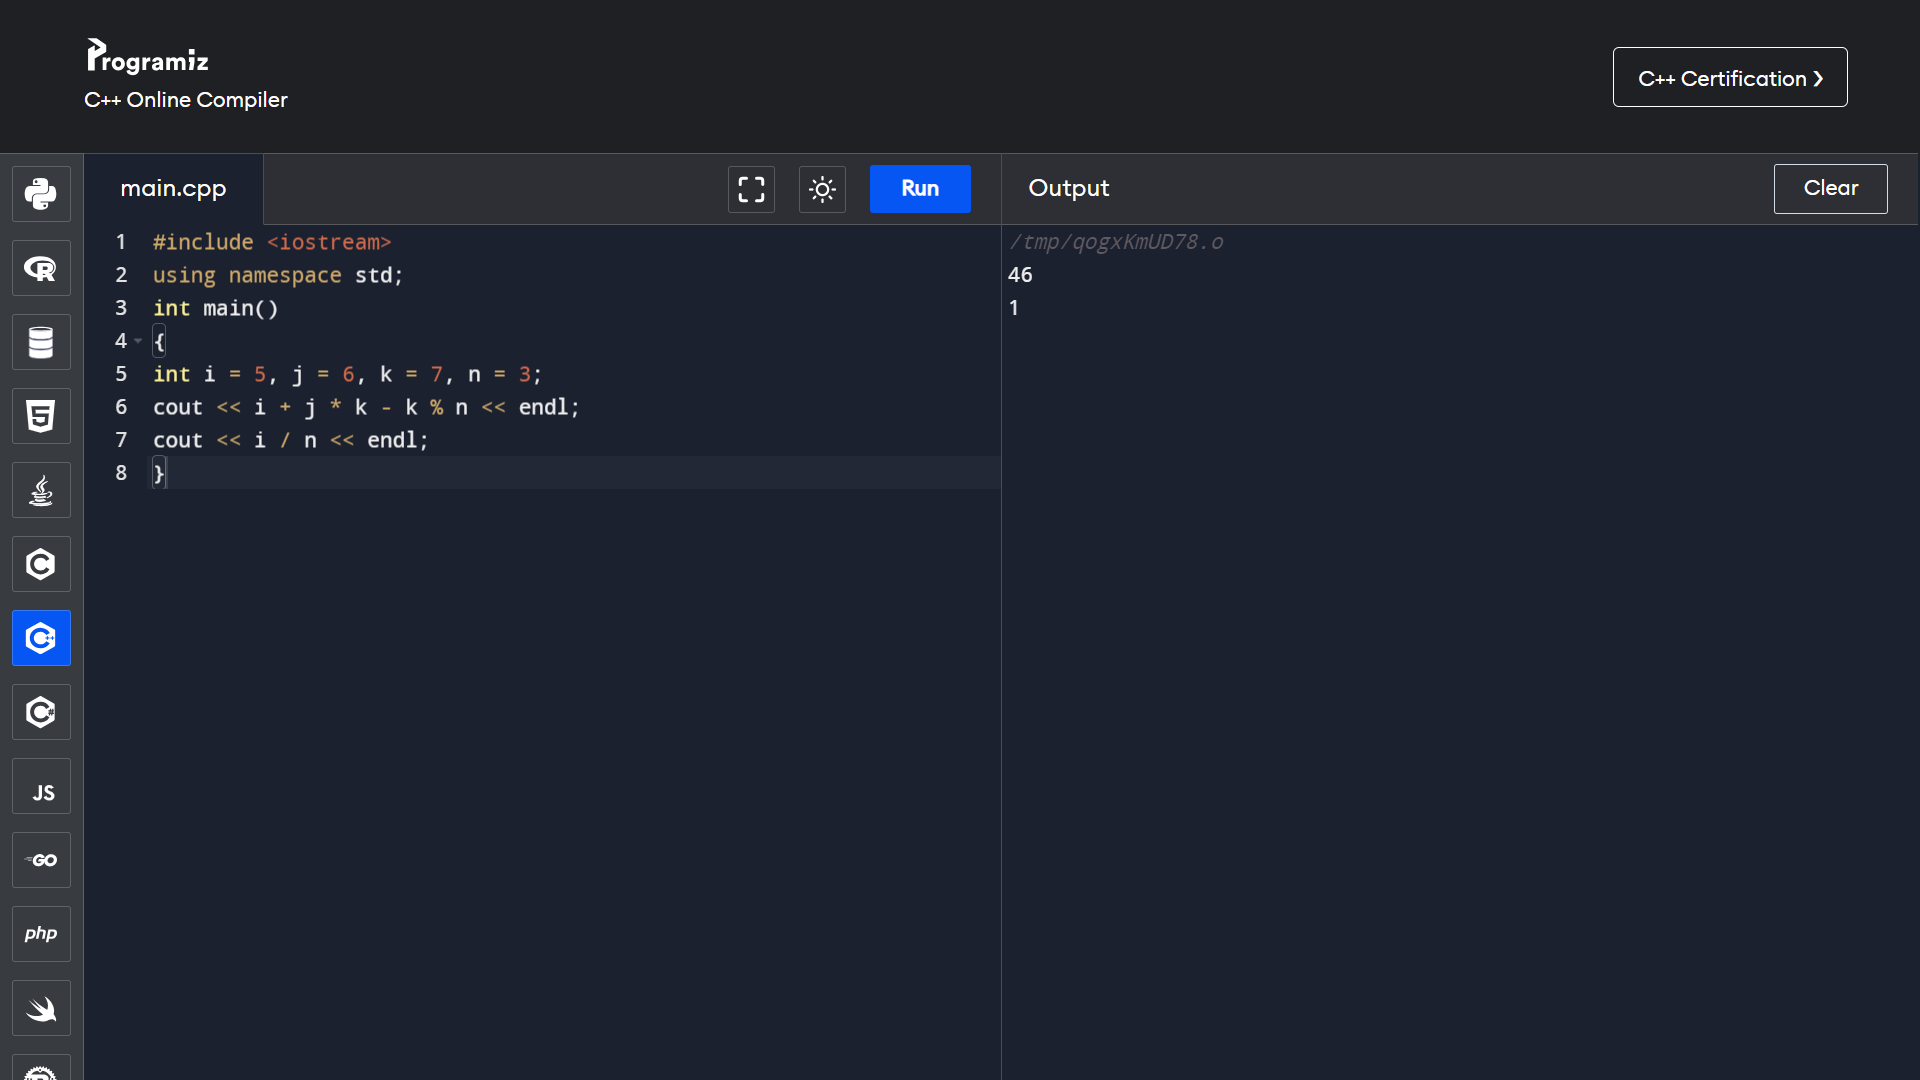 Programiz
C++ Online Compiler
C++ Certification ❯
main.cpp
Run
Output
Clear
1 #include <iostream>
2 using namespace std;
3 int main()
4 {
5 int i = 5, j = 6, k = 7, n = 3;
6 cout << i + j * k - k % n << endl;
7 cout << i / n << endl;
8 }
/tmp/qogxKmUD78.o
46
1
R
5
C
C++
C#
JS
GO
php